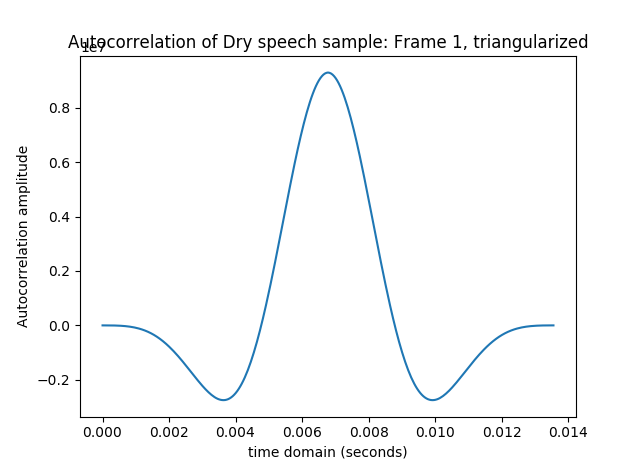 Autocorrelation of Dry speech sample: Frame 1, triangularized
1e7
0.8
0.6
0.4
0.2
0.0
−0.2
Autocorrelation amplitude
0.000 0.002 0.004 0.006 0.008 0.010 0.012 0.014
time domain (seconds)